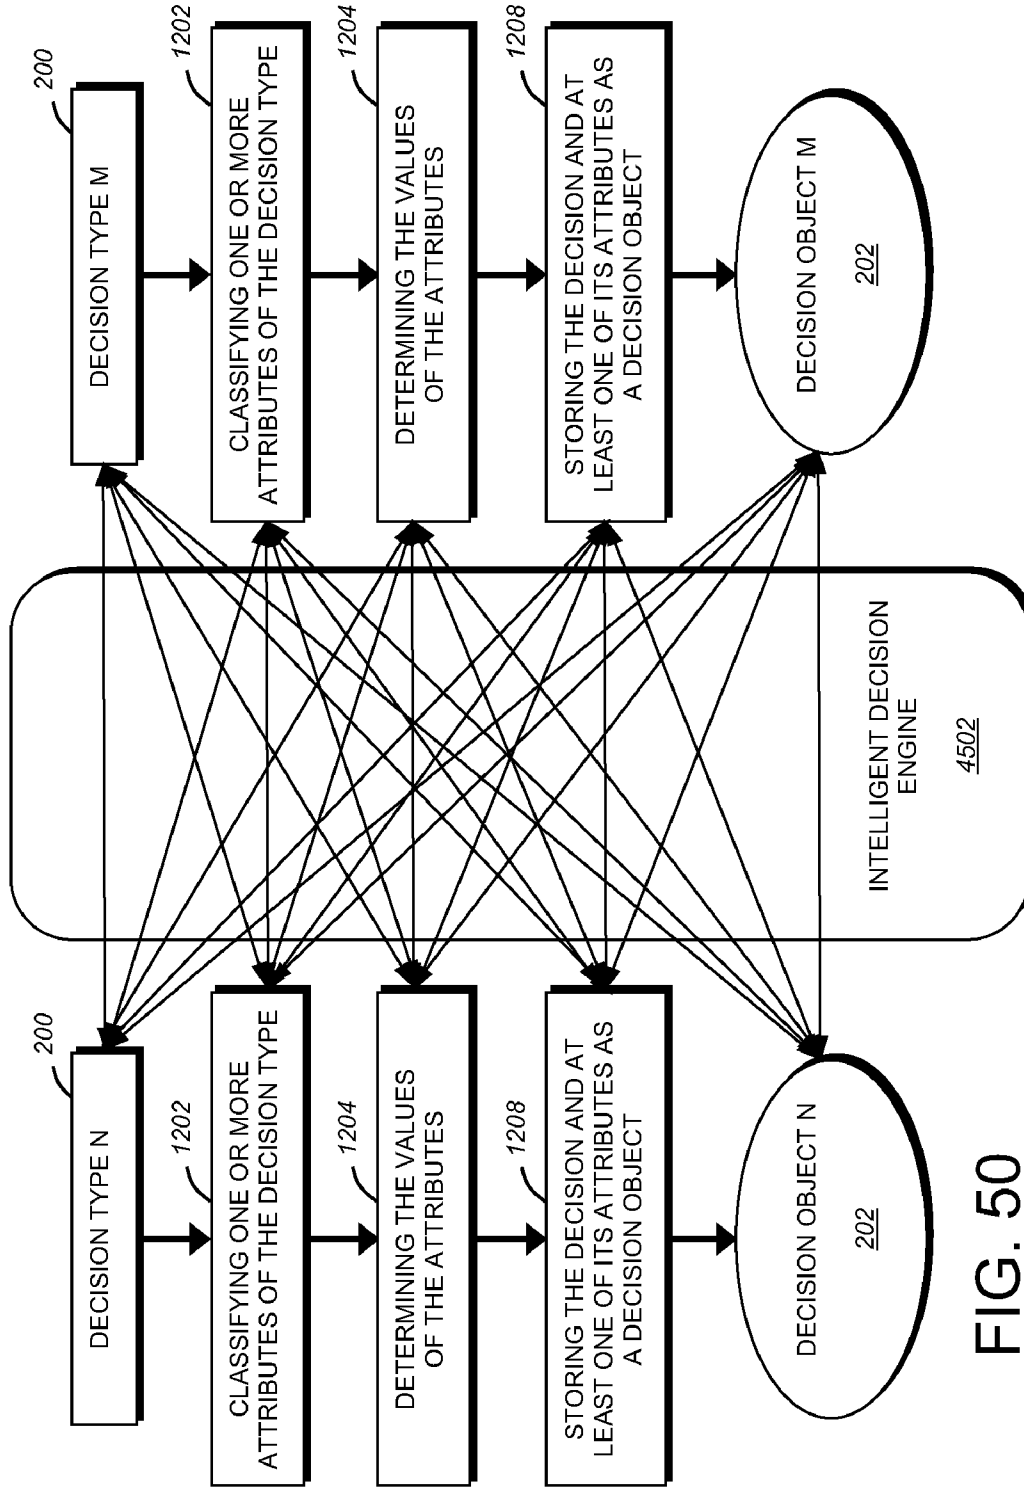 200
DECISION TYPE N
1202
CLASSIFYING ONE OR MORE
ATTRIBUTES OF THE DECISION TYPE
1204
DETERMINING THE VALUES
OF THE ATTRIBUTES
1208
STORING THE DECISION AND AT
LEAST ONE OF ITS ATTRIBUTES AS
A DECISION OBJECT
DECISION OBJECT N
202
INTELLIGENT DECISION
ENGINE
4502
200
DECISION TYPE M
1202
CLASSIFYING ONE OR MORE
ATTRIBUTES OF THE DECISION TYPE
1204
DETERMINING THE VALUES
OF THE ATTRIBUTES
1208
STORING THE DECISION AND AT
LEAST ONE OF ITS ATTRIBUTES AS
A DECISION OBJECT
DECISION OBJECT M
202
FIG. 50